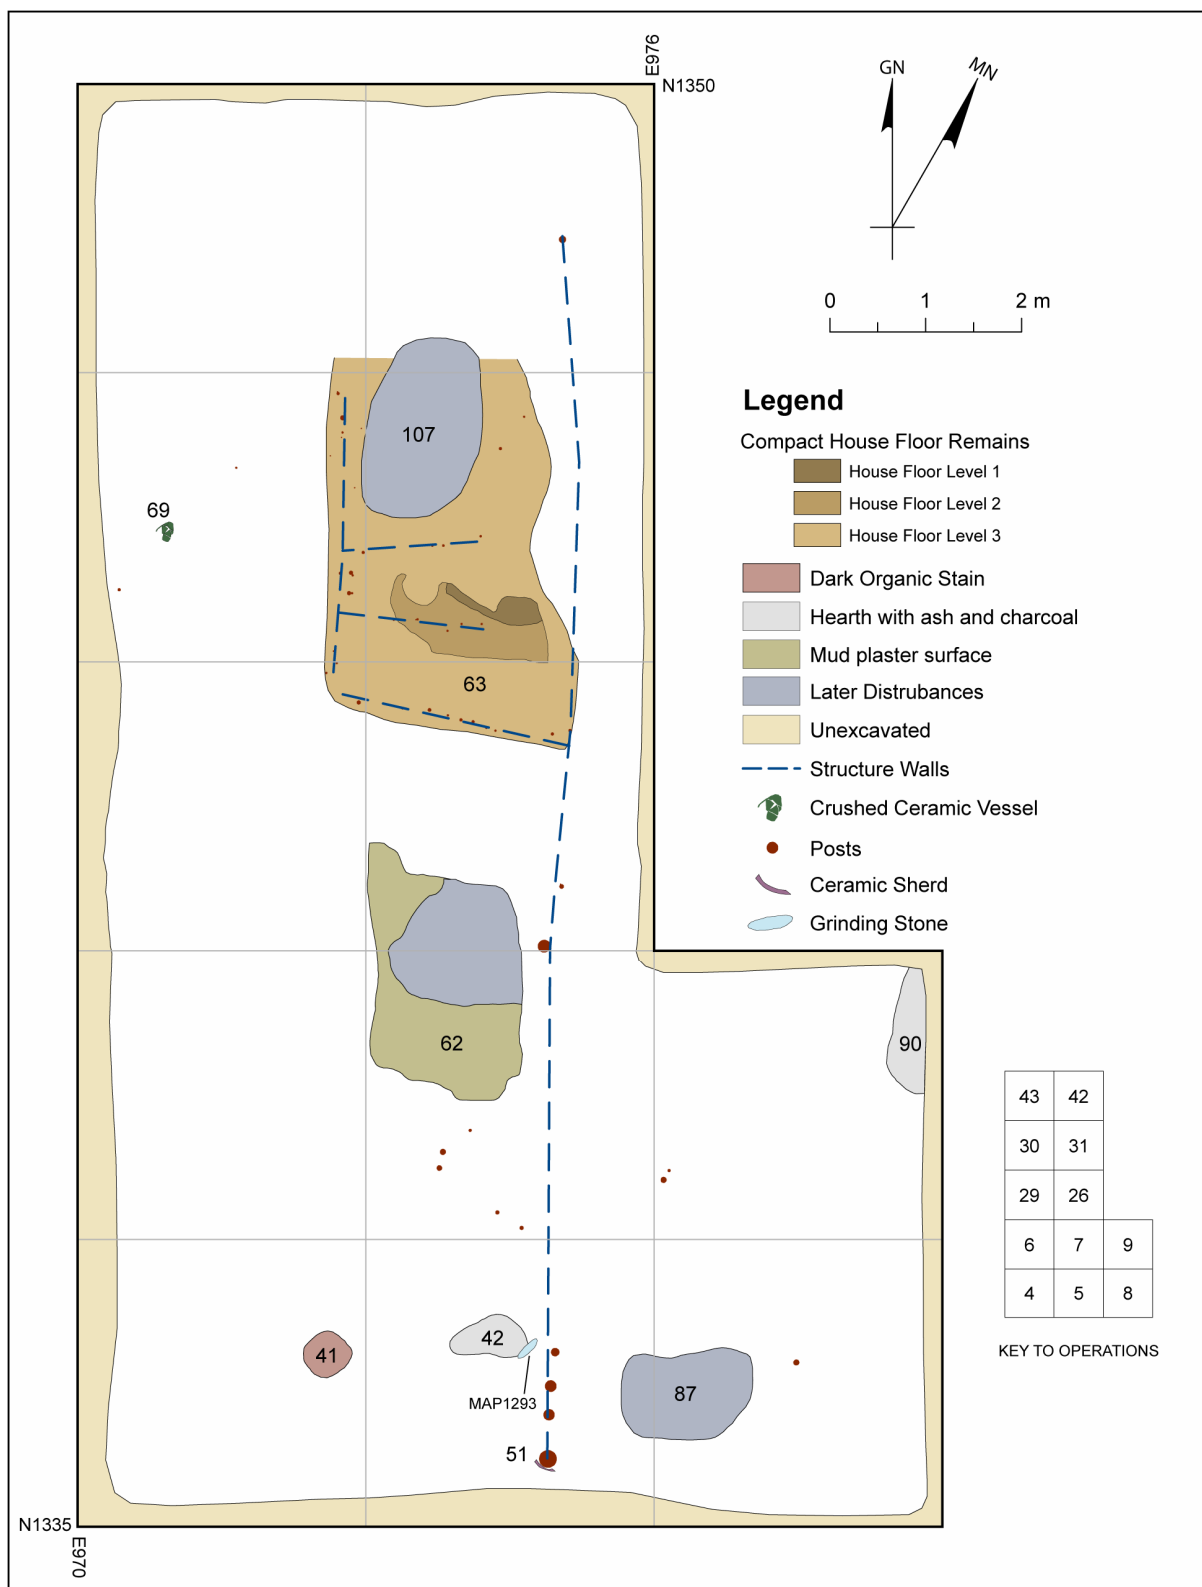 E976
N1350
GN
MN
0 1 2 m
Legend
Compact House Floor Remains
House Floor Level 1
House Floor Level 2
House Floor Level 3
Dark Organic Stain
Hearth with ash and charcoal
Mud plaster surface
Later Distrubances
Unexcavated
Structure Walls
Crushed Ceramic Vessel
Posts
Ceramic Sherd
Grinding Stone
107
69
63
62
90
42
41
MAP1293
87
51
N1335
E970
43 42
30 31
29 26
6 7 9
4 5 8
KEY TO OPERATIONS